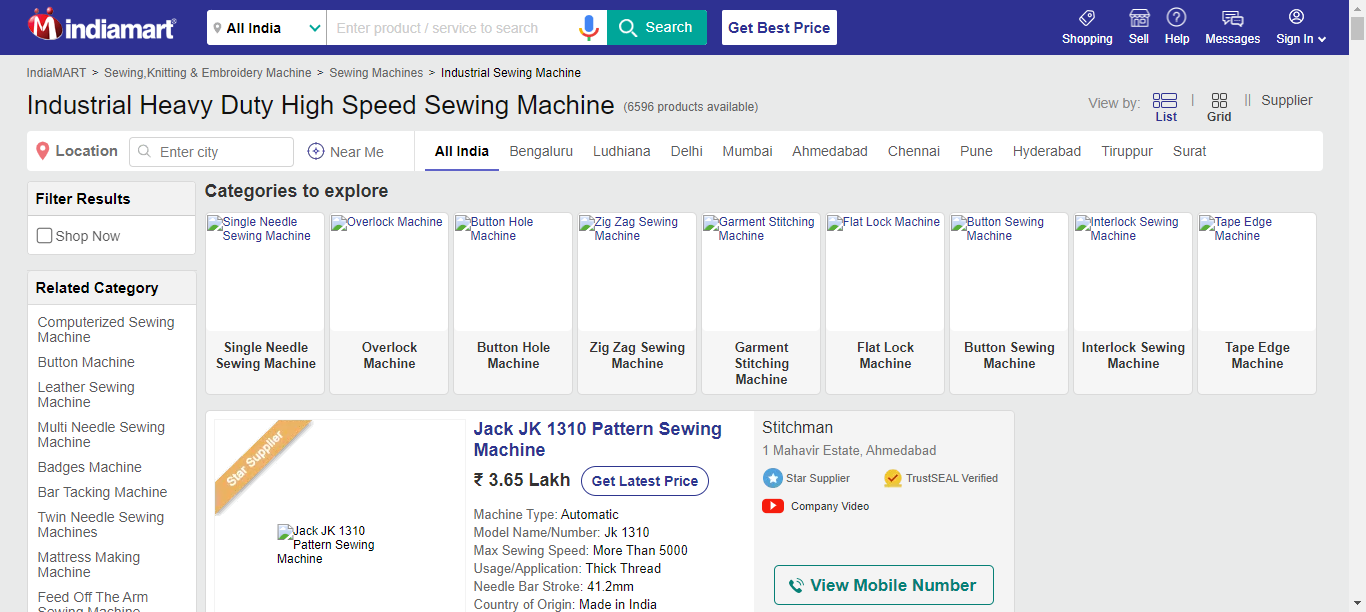 indiamart
All India
Enter product / service to search
Search
Get Best Price
Shopping
Sell
Help
Messages
Sign In
IndiaMART > Sewing,Knitting & Embroidery Machine > Sewing Machines > Industrial Sewing Machine
Industrial Heavy Duty High Speed Sewing Machine (6596 products available)
View by:
List
|
Grid
||
Supplier
Location
Enter city
Near Me
All India
Bengaluru
Ludhiana
Delhi
Mumbai
Ahmedabad
Chennai
Pune
Hyderabad
Tiruppur
Surat
Filter Results
Shop Now
Related Category
Computerized Sewing
Machine
Button Machine
Leather Sewing
Machine
Multi Needle Sewing
Machine
Badges Machine
Bar Tacking Machine
Twin Needle Sewing
Machines
Mattress Making
Machine
Feed Off The Arm
Sewing Machine
Categories to explore
Single Needle
Sewing Machine
Overlock Machine
Button Hole
Machine
Zig Zag Sewing
Machine
Garment Stitching
Machine
Flat Lock Machine
Button Sewing
Machine
Interlock Sewing
Machine
Tape Edge
Machine
Single Needle
Sewing Machine
Overlock
Machine
Button Hole
Machine
Zig Zag Sewing
Machine
Garment
Stitching
Machine
Flat Lock
Machine
Button Sewing
Machine
Interlock Sewing
Machine
Tape Edge
Machine
Star Supplier
Jack JK 1310
Pattern Sewing
Machine
Jack JK 1310 Pattern Sewing
Machine
₹ 3.65 Lakh
Get Latest Price
Machine Type: Automatic
Model Name/Number: Jk 1310
Max Sewing Speed: More Than 5000
Usage/Application: Thick Thread
Needle Bar Stroke: 41.2mm
Country of Origin: Made in India
Stitchman
1 Mahavir Estate, Ahmedabad
Star Supplier
TrustSEAL Verified
Company Video
View Mobile Number